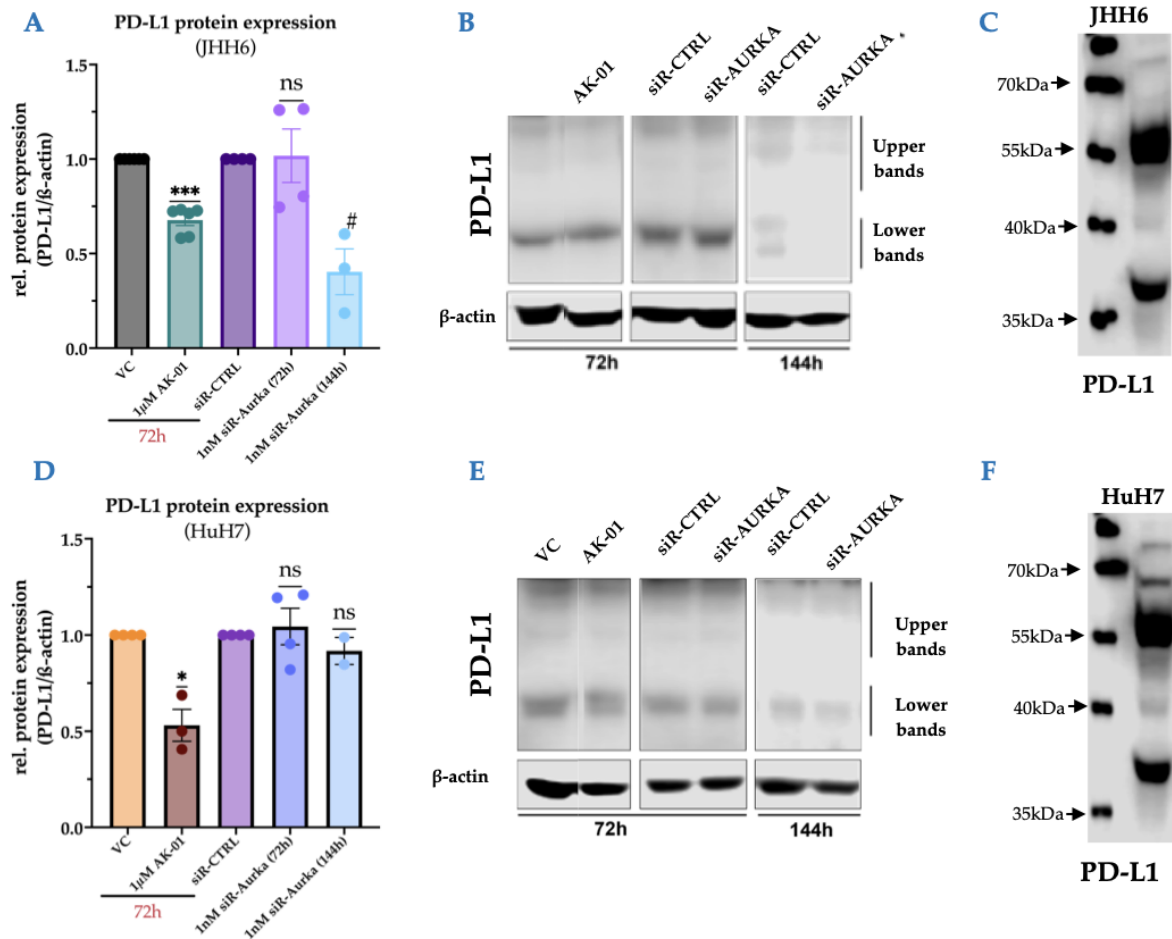 A
PD-L1 protein expression
(JHH6)
rel. protein expression
(PD-L1/ß-actin)
1.5
1.0
0.5
0.0
***
ns
#
VC
1µM AK-01
siR-CTRL
1nM siR-Aurka (72h)
1nM siR-Aurka (144h)
72h
B
AK-01
siR-CTRL
siR-AURKA
siR-CTRL
siR-AURKA
PD-L1
Upper
bands
Lower
bands
β-actin
72h
144h
C
JHH6
70kDa
55kDa
40kDa
35kDa
PD-L1
D
PD-L1 protein expression
(HuH7)
rel. protein expression
(PD-L1/ß-actin)
1.5
1.0
0.5
0.0
*
ns
ns
VC
1µM AK-01
siR-CTRL
1nM siR-Aurka (72h)
1nM siR-Aurka (144h)
72h
E
VC
AK-01
siR-CTRL
siR-AURKA
siR-CTRL
siR-AURKA
PD-L1
Upper
bands
Lower
bands
β-actin
72h
144h
F
HuH7
70kDa
55kDa
40kDa
35kDa
PD-L1